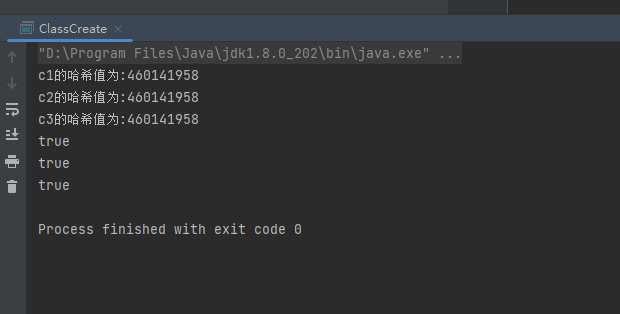 ClassCreate
"D:\Program Files\Java\jdk1.8.0_202\bin\java.exe" ...
c1的哈希值为:460141958
c2的哈希值为:460141958
c3的哈希值为:460141958
true
true
true
Process finished with exit code 0